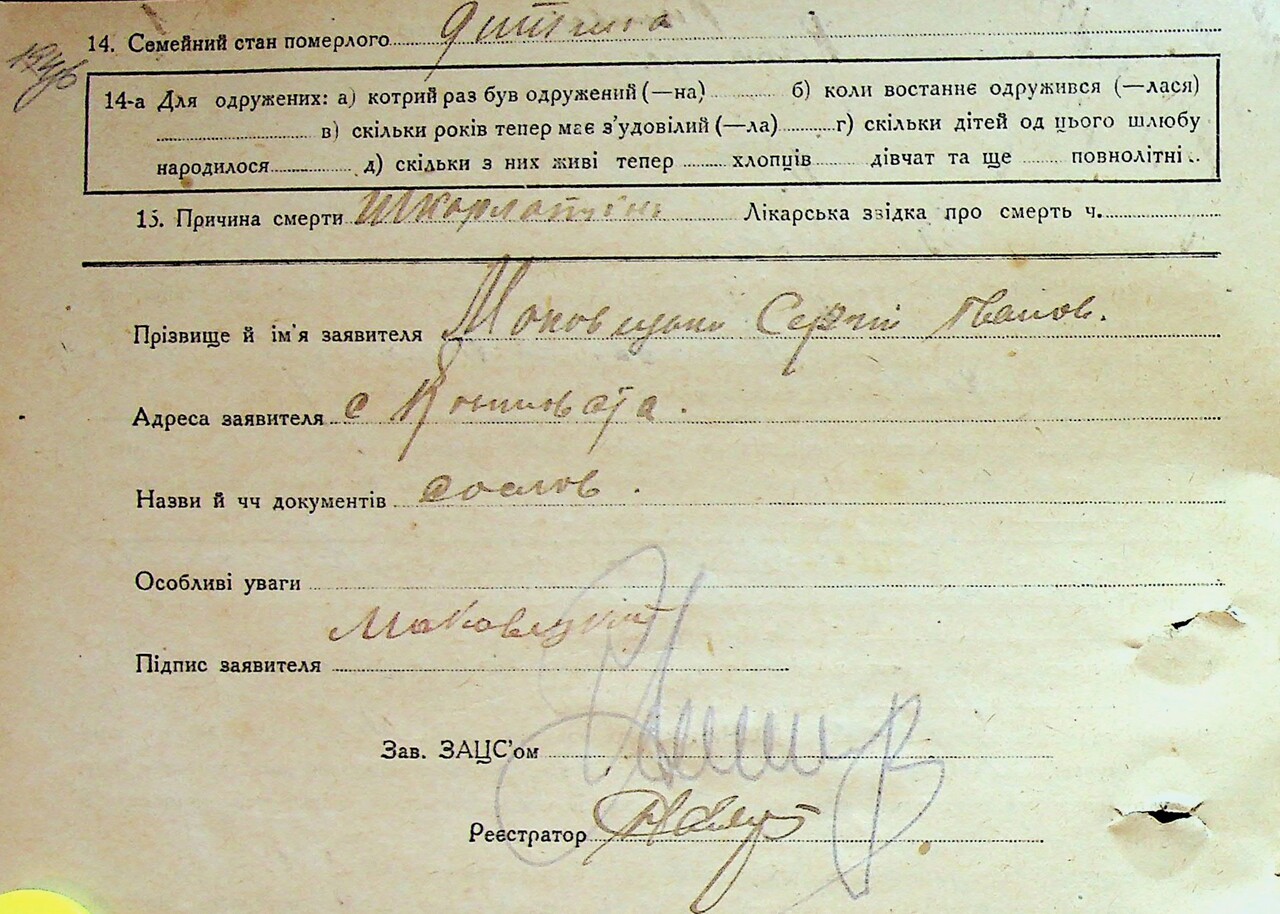 14. Семейний стан померлого дитина
14-а Для одружених: а) котрий раз був одружений (—на) б) коли востаннє одружився (—лася)
в) скільки років тепер має з'удовілий (—ла) г) скільки дітей од цього шлюбу
народилося д) скільки з них живі тепер хлопців дівчат та ще повнолітні
15. Причина смерти Шкорлатина Лікарська звідка про смерть ч.
Прізвище й ім'я заявителя Маковецький Сергій Іванов.
Адреса заявителя с
Назви й чч документів сослов.
Особливі уваги
Маковецкий
Підпис заявителя
Зав. ЗАЦС'ом
Реєстратор